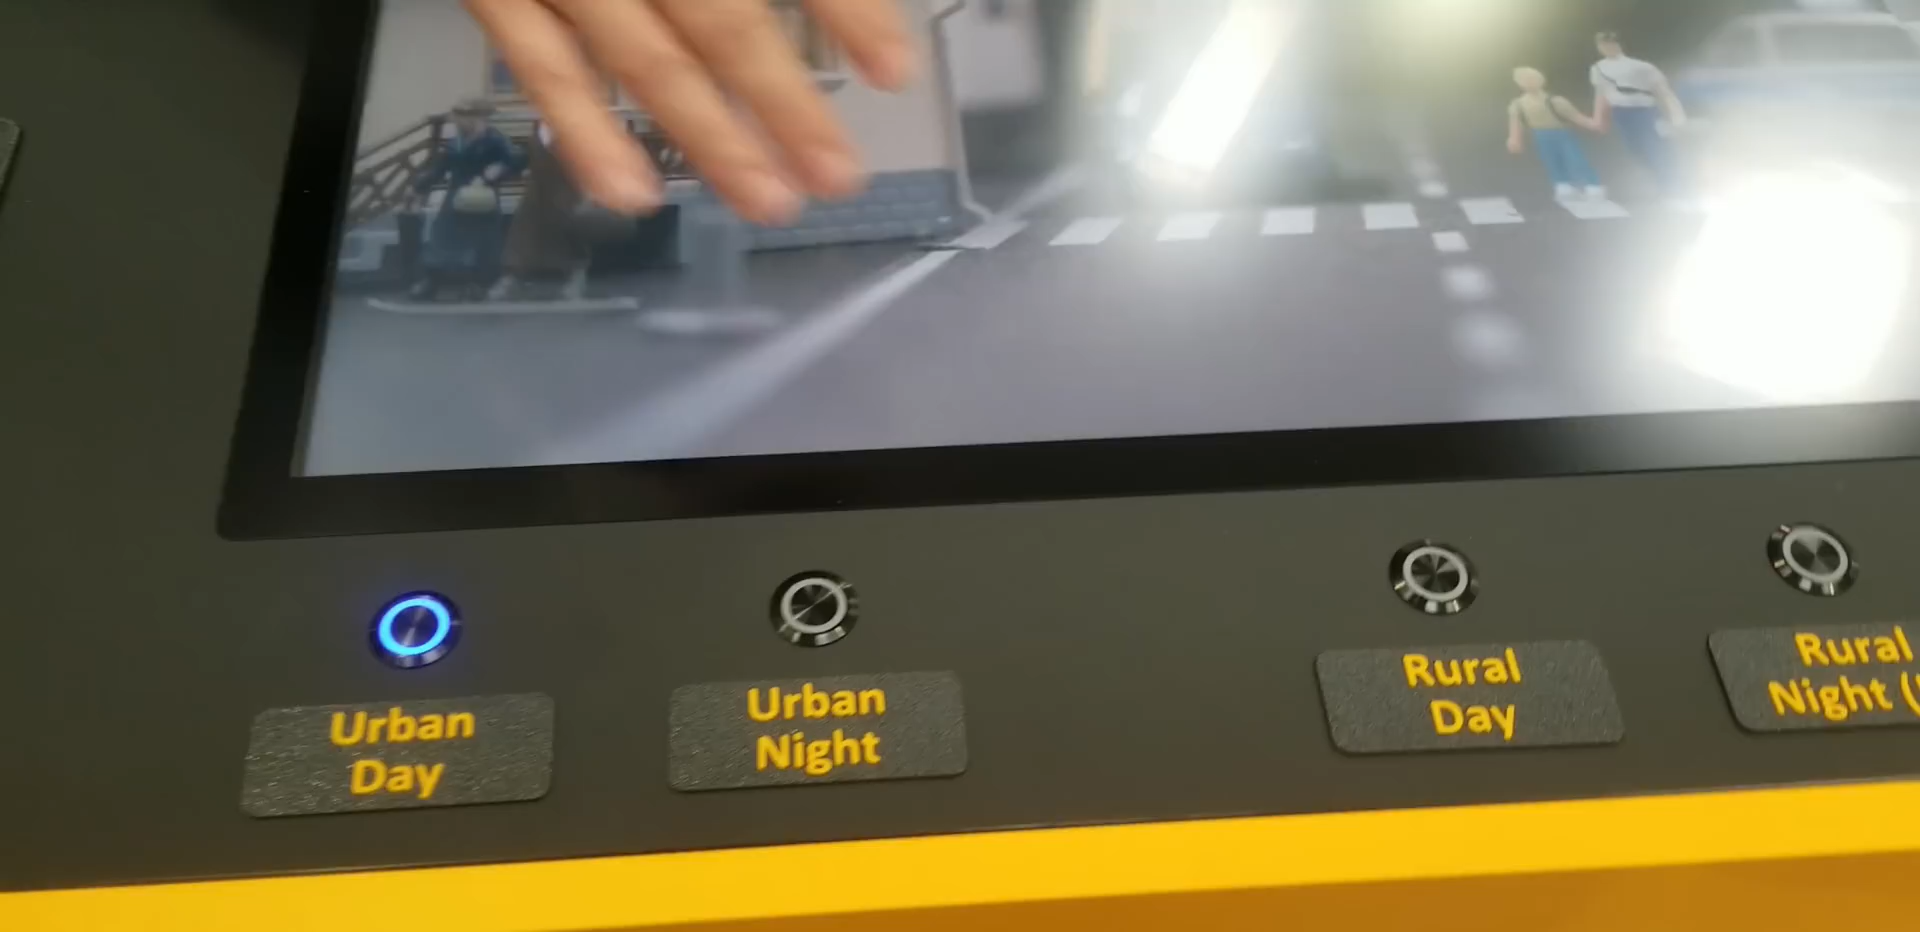 Urban
Day
Urban
Night
Rural
Day
Rural
Night (